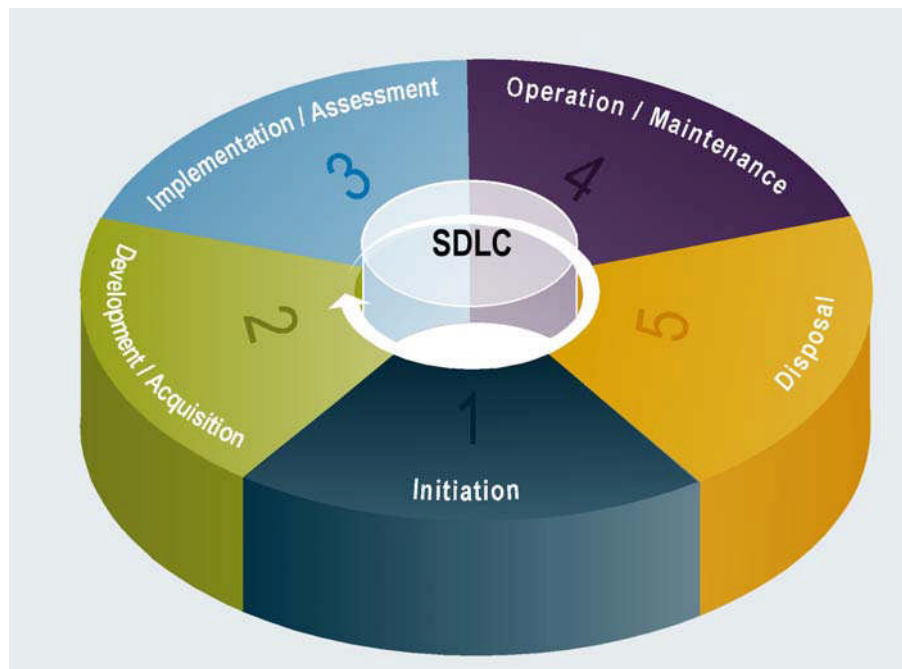 Implementation / Assessment
Operation / Maintenance
3
4
SDLC
Development / Acquisition
2
5
Disposal
1
Initiation